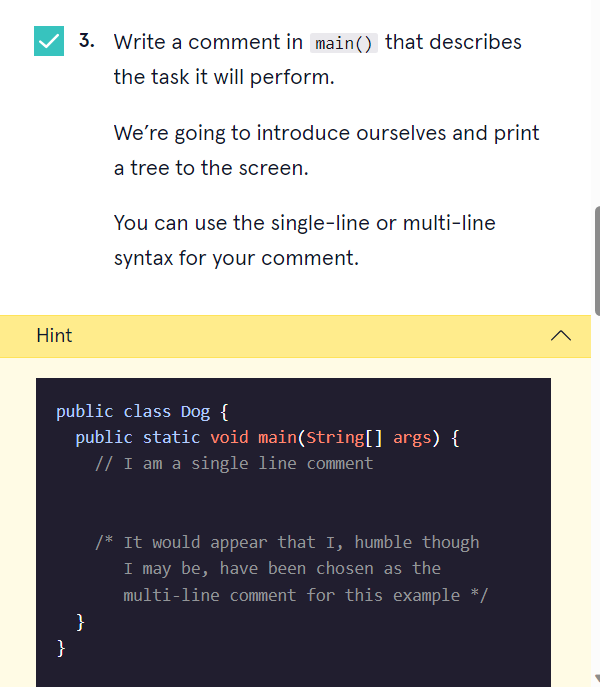 3. Write a comment in main() that describes
the task it will perform.
We’re going to introduce ourselves and print
a tree to the screen.
You can use the single-line or multi-line
syntax for your comment.
Hint
public class Dog {
public static void main(String[] args) {
// I am a single line comment
/* It would appear that I, humble though
I may be, have been chosen as the
multi-line comment for this example */
}
}